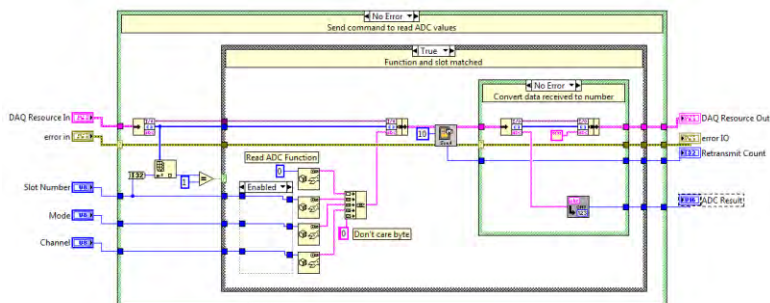 No Error
Send command to read ADC values
True
Function and slot matched
No Error
Convert data received to number
DAQ Resource In
DAQ Resource Out
10
error in
error IO
Retransmit Count
Read ADC Function
1
0
Slot Number
Enabled
ADC Result
Mode
0
Don't care byte
Channel